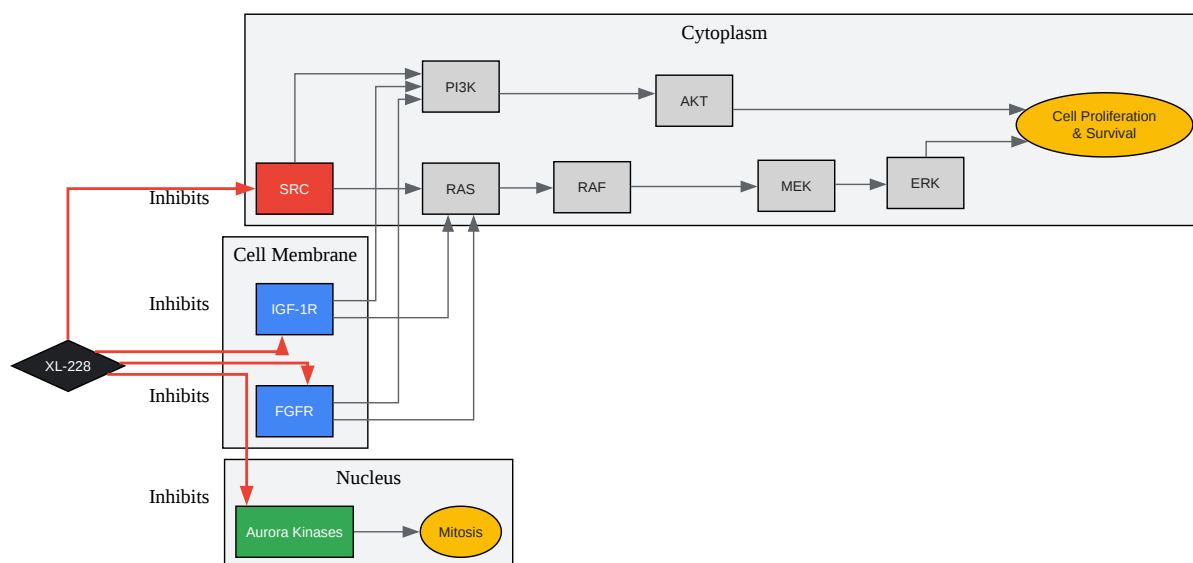 Cytoplasm
PI3K
AKT
Cell Proliferation
& Survival
SRC
RAS
RAF
MEK
ERK
Inhibits
Cell Membrane
IGF-1R
Inhibits
XL-228
FGFR
Inhibits
Nucleus
Inhibits
Aurora Kinases
Mitosis